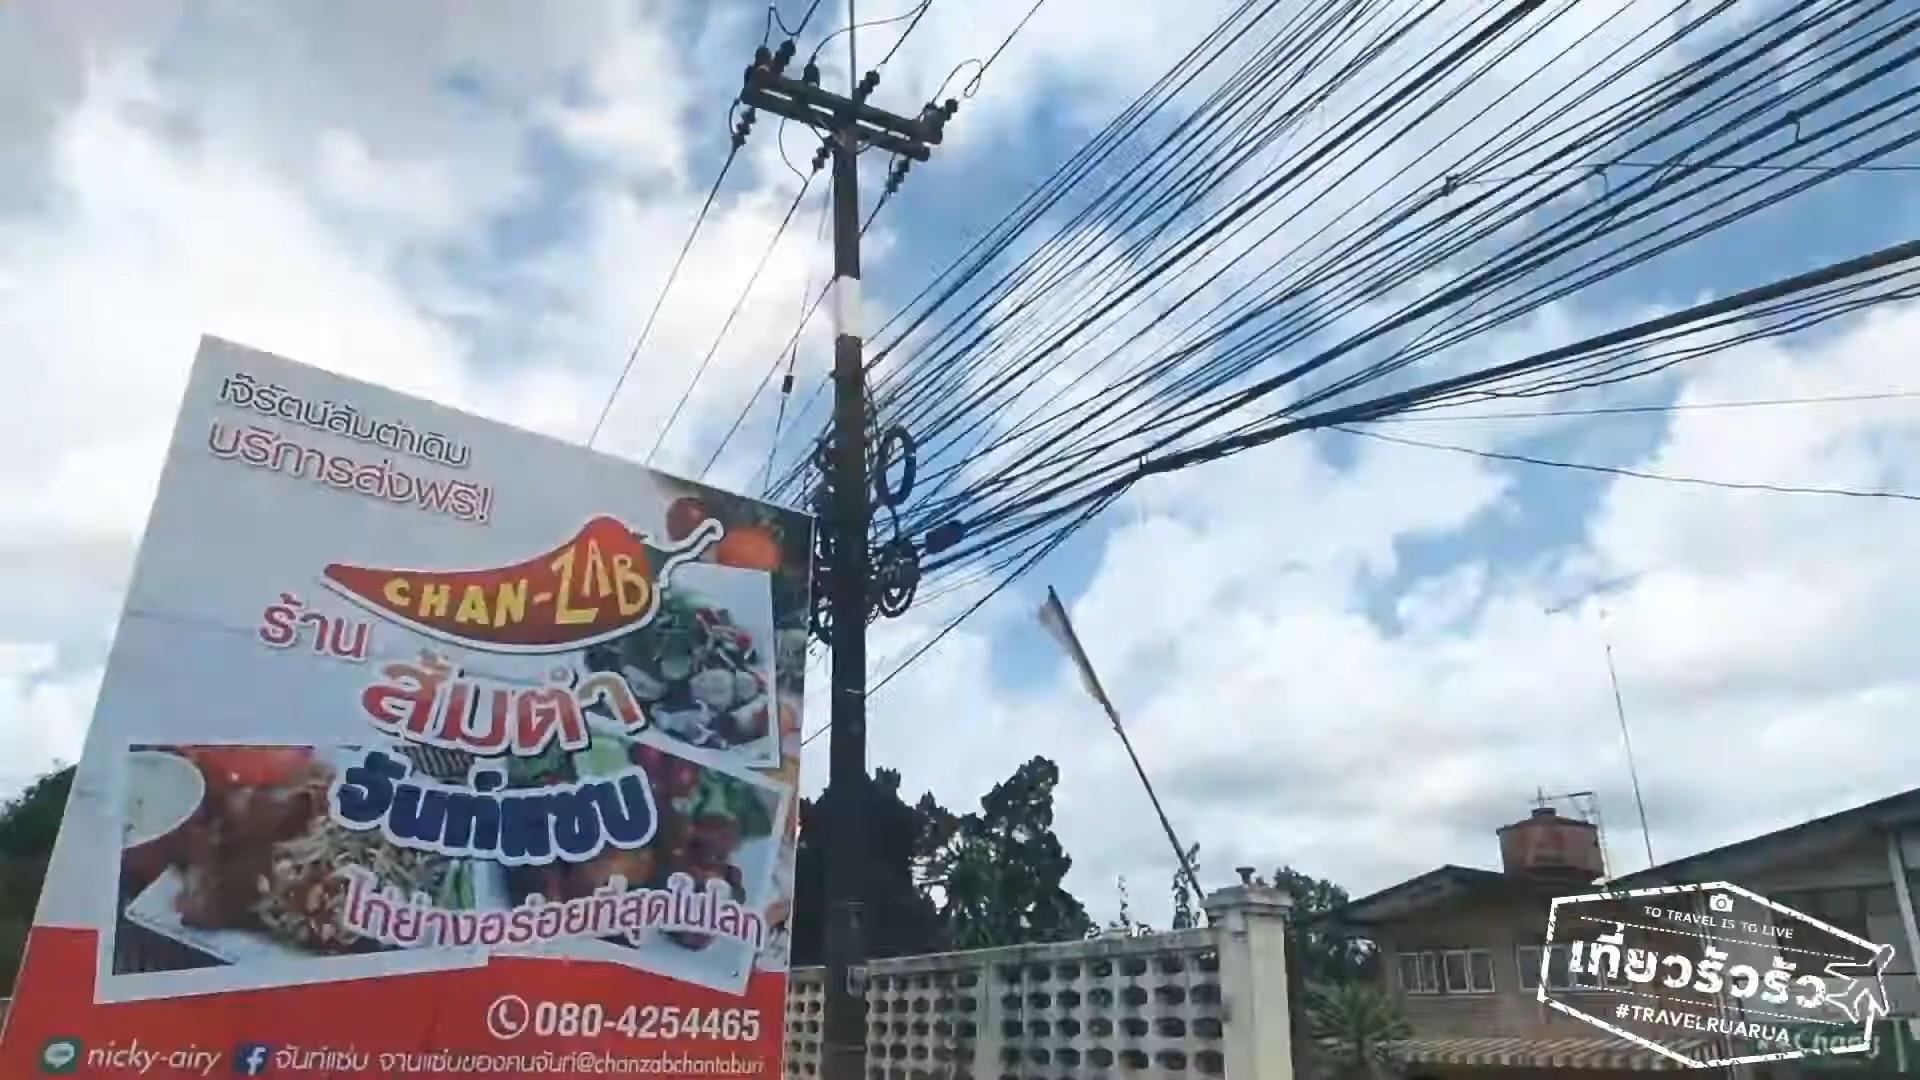 เจ๊รัตน์ส้มตำเดิม
บริการส่งฟรี!
CHAN-ZAB
ร้าน
ส้มตำ
จันท์แซบ
ไก่ย่างอร่อยที่สุดในโลก
080-4254465
nicky-airy จันท์แซ่บ จานแซ่บของคนจันท์@chanzabchantaburi
TO TRAVEL IS TO LIVE
เที่ยวรัวรัว
#TRAVELRUARUA